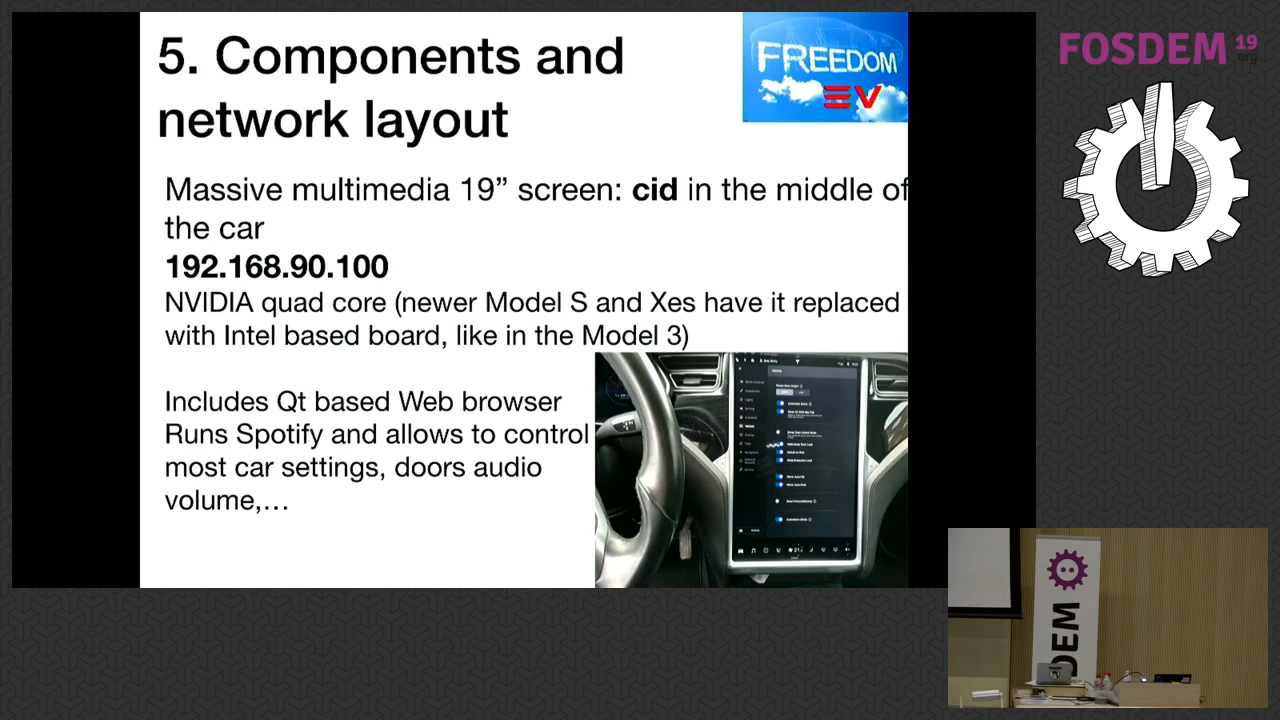 5. Components and
network layout
FREEDOM
EV
Massive multimedia 19” screen: cid in the middle of
the car
192.168.90.100
NVIDIA quad core (newer Model S and Xes have it replaced
with Intel based board, like in the Model 3)
Includes Qt based Web browser
Runs Spotify and allows to control
most car settings, doors audio
volume,…
FOSDEM 19
.org
DEM